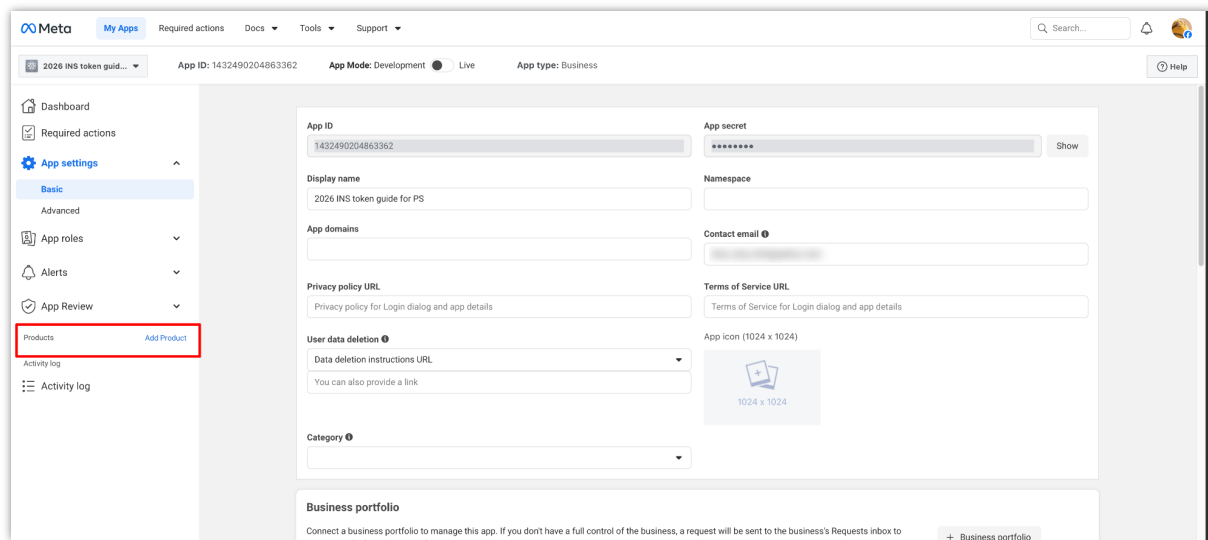 Meta My Apps Required actions Docs Tools Support Search...
2026 INS token guid... App ID: 1432490204863362 App Mode: Development Live App type: Business Help
Dashboard
Required actions
App settings
Basic
Advanced
App roles
Alerts
App Review
Products Add Product
Activity log
Activity log
App ID App secret
1432490204863362 •••••••• Show
Display name Namespace
2026 INS token guide for PS
App domains Contact email
Privacy policy URL Terms of Service URL
Privacy policy for Login dialog and app details Terms of Service for Login dialog and app details
User data deletion App icon (1024 x 1024)
Data deletion instructions URL
You can also provide a link
1024 x 1024
Category
Business portfolio
Connect a business portfolio to manage this app. If you don't have a full control of the business, a request will be sent to the business's Requests inbox to + Business portfolio